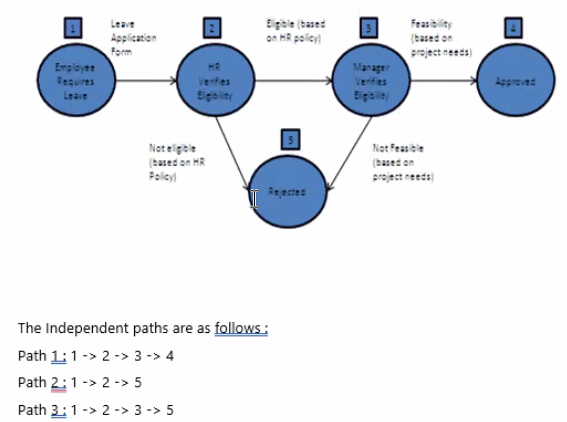 1
Leave
Application
Form
2
Eligible (based
on HR policy)
3
Feasibility
(based on
project needs)
4
Employee
Requires
Leave
HR
Verifies
Eligibility
Manager
Verifies
Eligibility
Approved
Not eligible
(based on HR
Policy)
5
Not Feasible
(based on
project needs)
Rejected
The Independent paths are as follows :
Path 1 : 1 -> 2 -> 3 -> 4
Path 2 : 1 -> 2 -> 5
Path 3 : 1 -> 2 -> 3 -> 5